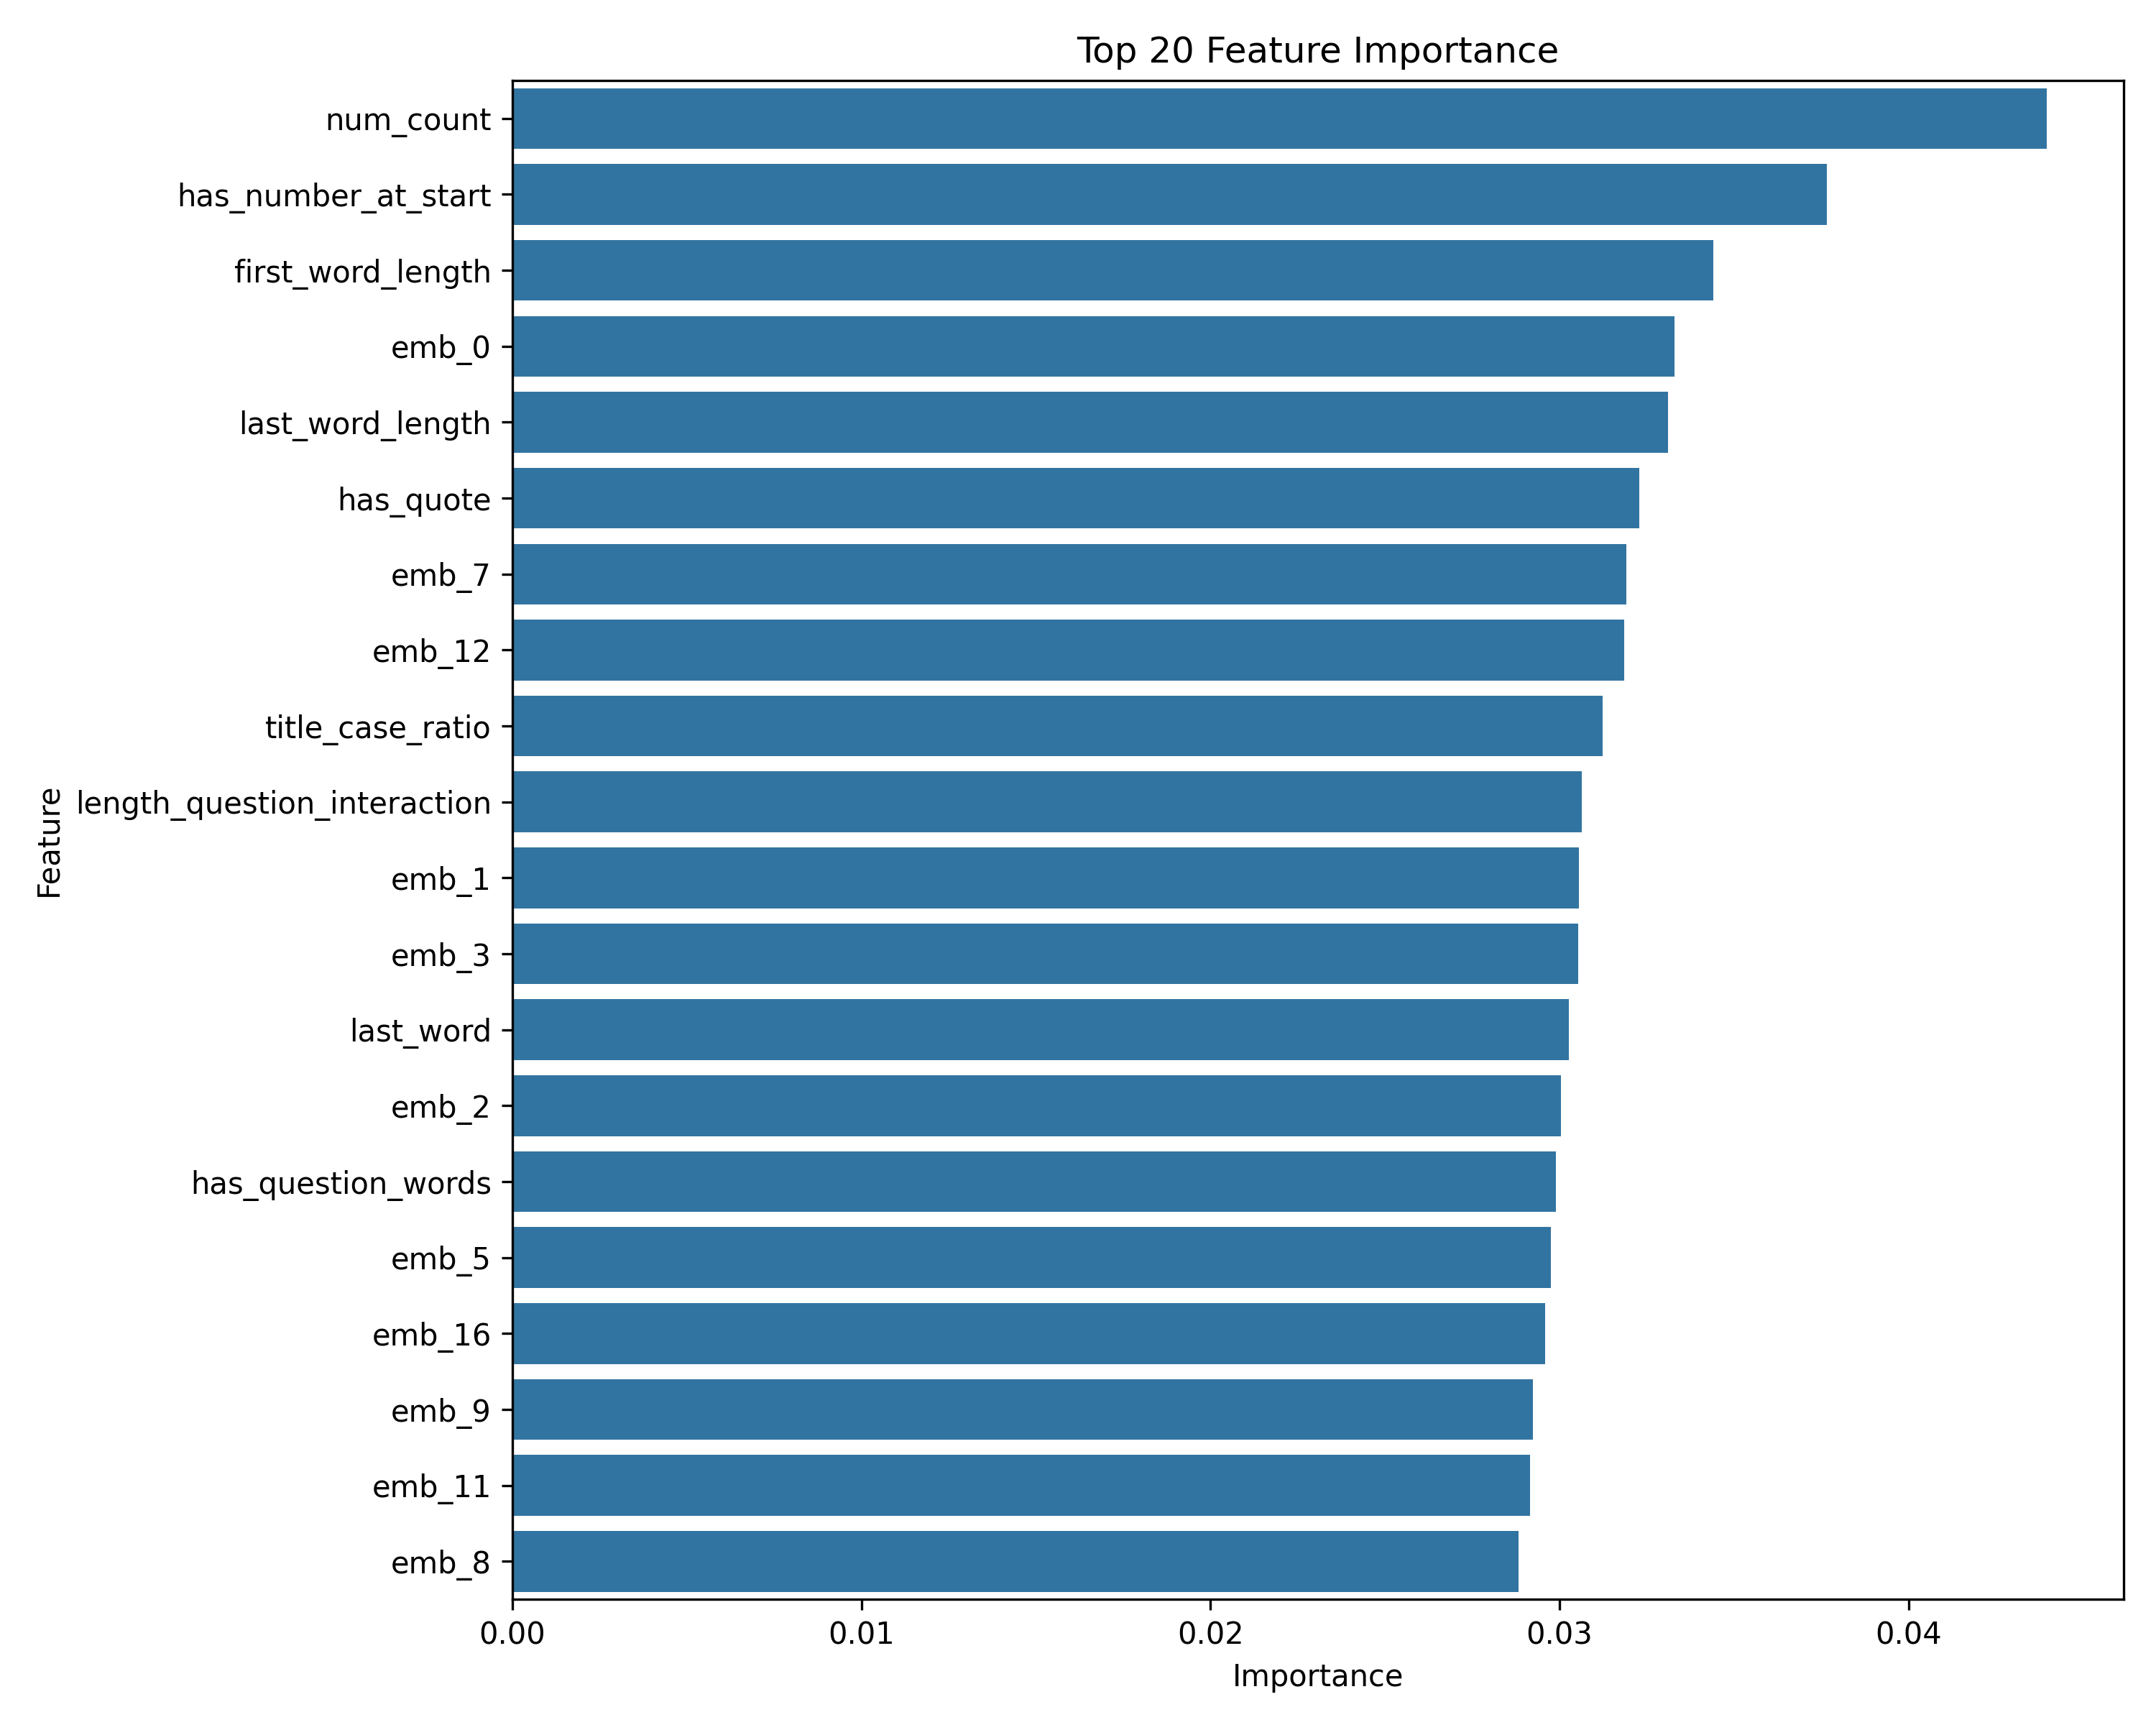 Top 20 Feature Importance
num_count
has_number_at_start
first_word_length
emb_0
last_word_length
has_quote
emb_7
emb_12
title_case_ratio
length_question_interaction
emb_1
emb_3
last_word
emb_2
has_question_words
emb_5
emb_16
emb_9
emb_11
emb_8
Feature
0.00 0.01 0.02 0.03 0.04
Importance